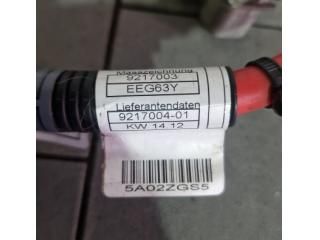 Masszeichnung
9217003
EEG63Y
Lieferantendaten
9217004-01
KW 14.12
5A02ZGS5